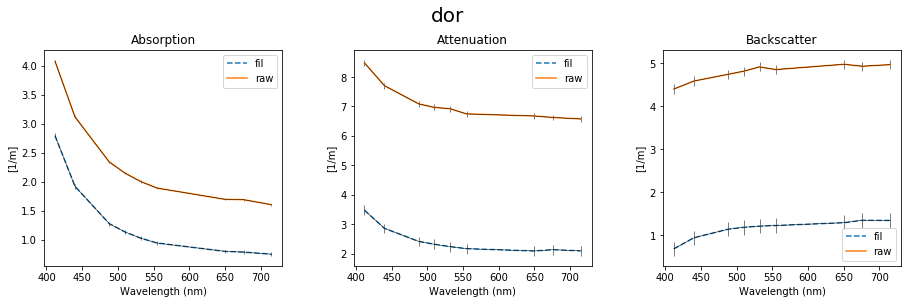 dor
Absorption
fil
raw
4.0
3.5
3.0
2.5
2.0
1.5
1.0
[1/m]
400 450 500 550 600 650 700
Wavelength (nm)
Attenuation
fil
raw
8
7
6
5
4
3
2
[1/m]
400 450 500 550 600 650 700
Wavelength (nm)
Backscatter
5
4
3
2
1
[1/m]
fil
raw
400 450 500 550 600 650 700
Wavelength (nm)